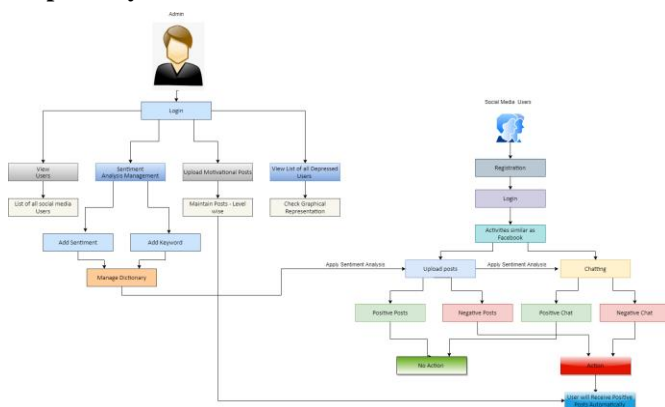 Admin
Login
View
Users
Sentiment
Analysis Management
Upload Motivational Posts
View List of all Depressed
Users
List of all social media
Users
Maintain Posts - Level
wise
Check Graphical
Representation
Add Sentiment
Add Keyword
Manage Dictionary
Social Media Users
Registration
Login
Activities similar as
Facebook
Apply Sentiment Analysis
Upload posts
Apply Sentiment Analysis
Chatting
Positive Posts
Negative Posts
Positive Chat
Negative Chat
No Action
Action
User will Receive Positive
Posts Automatically